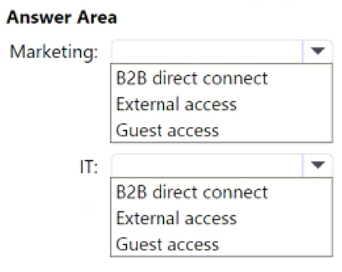 Answer Area
Marketing:
B2B direct connect
External access
Guest access
IT:
B2B direct connect
External access
Guest access